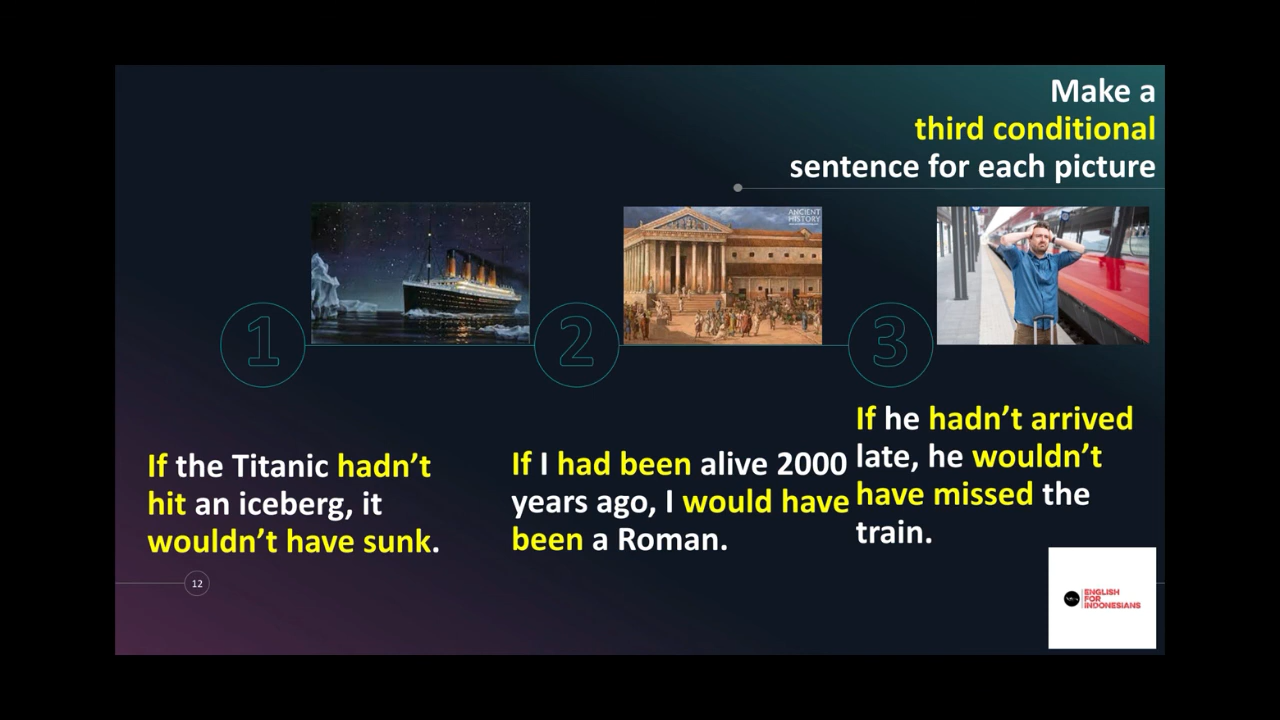 Make a
third conditional
sentence for each picture
ANCIENT
HISTORY
1
2
3
If the Titanic hadn’t
hit an iceberg, it
wouldn’t have sunk.
If I had been alive 2000
years ago, I would have
been a Roman.
If he hadn’t arrived
late, he wouldn’t
have missed the
train.
12
ENGLISH
FOR
INDONESIANS